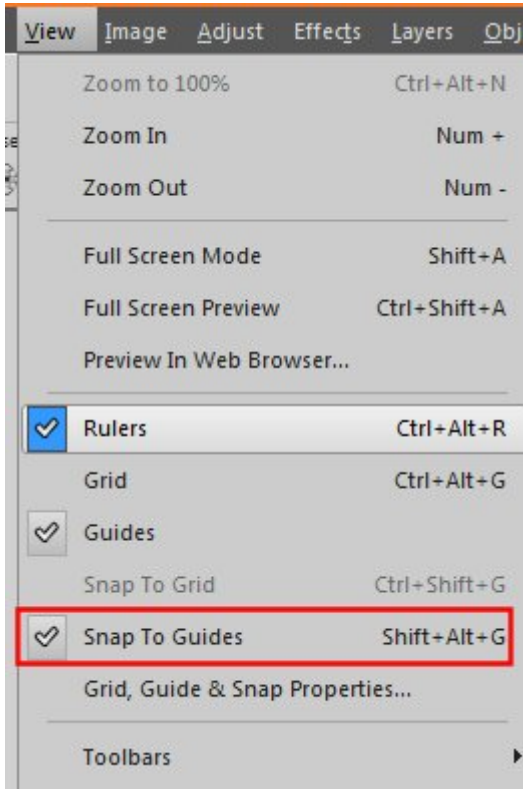 View Image Adjust Effects Layers Obj
Zoom to 100% Ctrl+Alt+N
Zoom In Num +
Zoom Out Num -
Full Screen Mode Shift+A
Full Screen Preview Ctrl+Shift+A
Preview In Web Browser...
Rulers Ctrl+Alt+R
Grid Ctrl+Alt+G
Guides
Snap To Grid Ctrl+Shift+G
Snap To Guides Shift+Alt+G
Grid, Guide & Snap Properties...
Toolbars